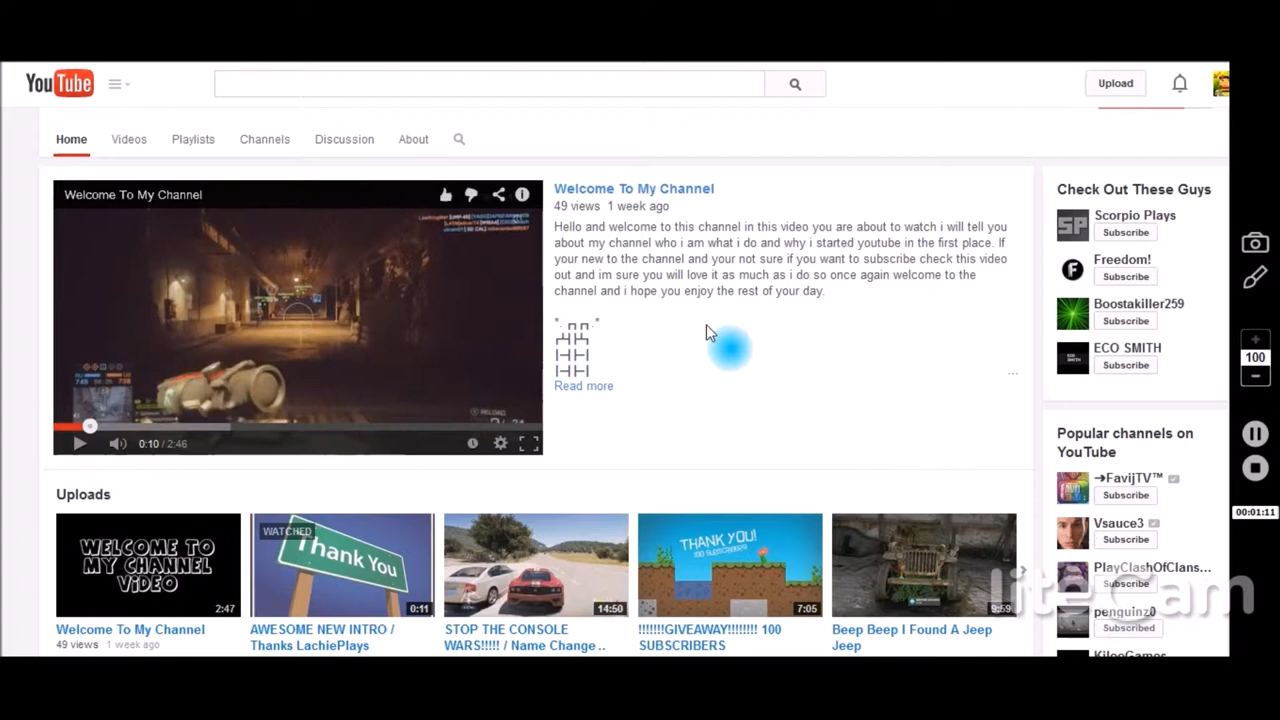 YouTube
Upload
Home Videos Playlists Channels Discussion About
Welcome To My Channel
0:10 / 2:46
Welcome To My Channel
49 views 1 week ago
Hello and welcome to this channel in this video you are about to watch i will tell you
about my channel who i am what i do and why i started youtube in the first place. If
your new to the channel and your not sure if you want to subscribe check this video
out and im sure you will love it as much as i do so once again welcome to the
channel and i hope you enjoy the rest of your day.
Read more
...
Check Out These Guys
SP
Scorpio Plays
Subscribe
F
Freedom!
Subscribe
Boostakiller259
Subscribe
ECO SMITH
Subscribe
Popular channels on
YouTube
➔FavijTV™
Subscribe
Vsauce3
Subscribe
PlayClashOfClans...
Subscribe
penguinz0
Subscribed
Uploads
WELCOME TO
MY CHANNEL
VIDEO
2:47
Welcome To My Channel
49 views 1 week ago
WATCHED
Thank You
0:11
AWESOME NEW INTRO /
Thanks LachiePlays
14:50
STOP THE CONSOLE
WARS!!!!! / Name Change ..
THANK YOU!
100 SUBSCRIBERS
7:05
!!!!!!!GIVEAWAY!!!!!!!! 100
SUBSCRIBERS
9:59
Beep Beep I Found A Jeep
Jeep
100
00:01:11
liteCam